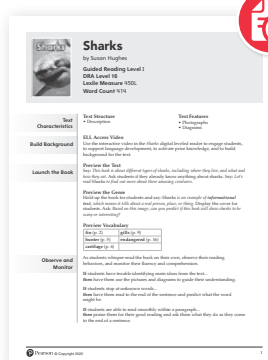 Sharks
Sharks
by Susan Hughes
Guided Reading Level I
DRA Level 16
Lexile Measure 450L
Word Count 414
Text
Characteristics
Text Structure
• Description
Text Features
• Photographs
• Diagrams
Build Background
ELL Access Video
Use the interactive video in the Sharks digital leveled reader to engage students,
to support language development, to activate prior knowledge, and to build
background for the text.
Launch the Book
Preview the Text
Say: This book is about different types of sharks, including where they live, and what and
how they eat. Ask students if they already know anything about sharks. Say: Let's
read Sharks to find out more about these amazing creatures.
Preview the Genre
Hold up the book for students and say: Sharks is an example of informational
text, which means it tells about a real person, place, or thing. Display the cover for
students. Ask: Based on this image, can you predict if this book will show sharks to be
scary or interesting?
Preview Vocabulary
fin (p. 2) gills (p. 9)
hunter (p. 5) endangered (p. 16)
cartilage (p. 6)
Observe and
Monitor
As students whisper-read the book on their own, observe their reading
behaviors, and monitor their fluency and comprehension.
If students have trouble identifying main ideas from the text...
then have them use the pictures and diagrams to guide their understanding.
If students stop at unknown words...
then have them read to the end of the sentence and predict what the word
might be.
If students are able to read smoothly within a paragraph...
then praise them for their good reading and ask them what they do as they come
to the end of a sentence.
Pearson © Copyright 2020
1